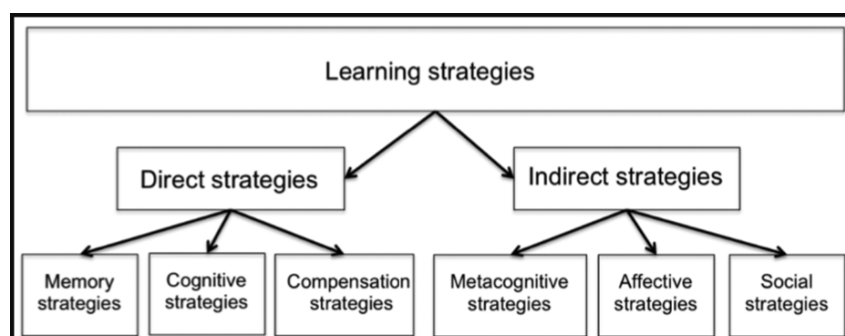 Learning strategies
Direct strategies
Indirect strategies
Memory
strategies
Cognitive
strategies
Compensation
strategies
Metacognitive
strategies
Affective
strategies
Social
strategies